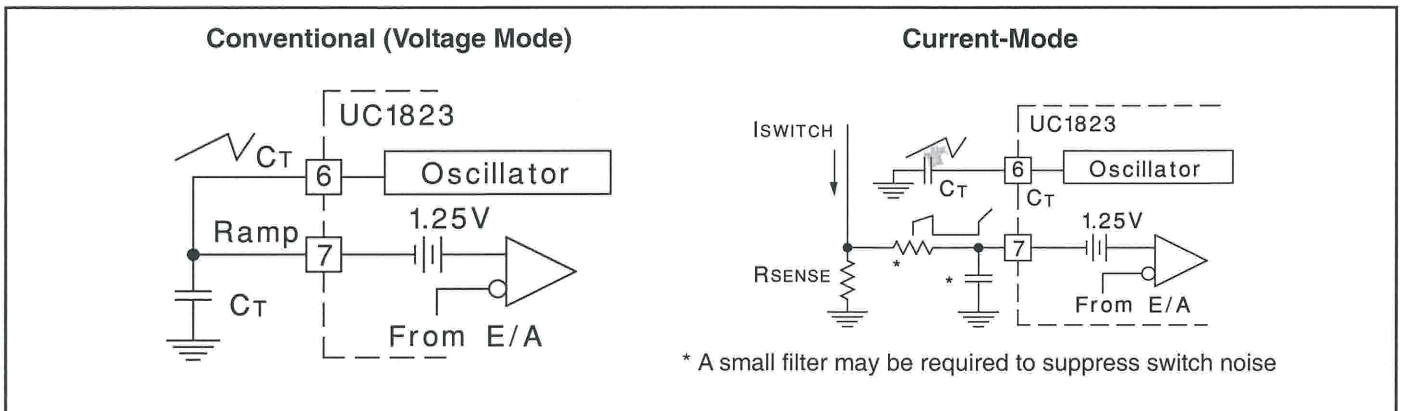 Conventional (Voltage Mode)
UC1823
CT
6
Oscillator
1.25V
Ramp
7
CT
From E/A
Current-Mode
ISWITCH
UC1823
6
Oscillator
CT
CT
1.25V
7
*
RSENSE
*
From E/A
* A small filter may be required to suppress switch noise